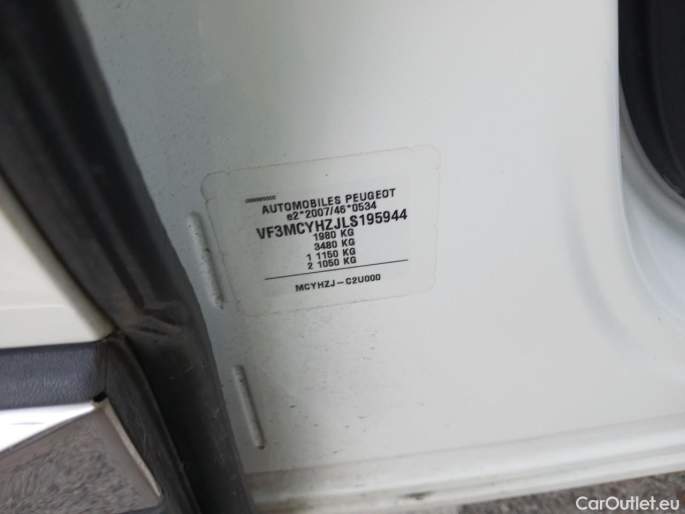 AUTOMOBILES PEUGEOT
e2*2007/46*0534
VF3MCYHZJLS195944
1980 KG
3480 KG
1 1150 KG
2 1050 KG
MCYHZJ-C2U000
CarOutlet.eu